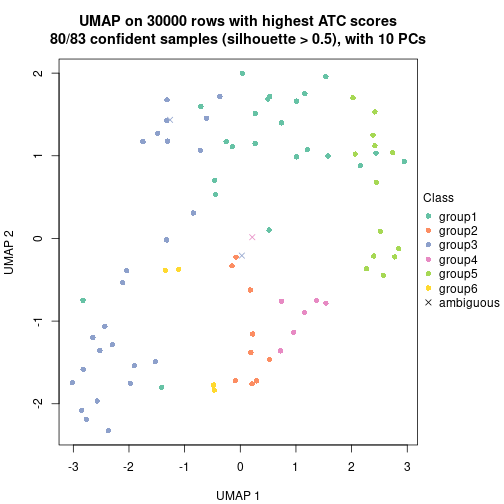 UMAP on 30000 rows with highest ATC scores
80/83 confident samples (silhouette > 0.5), with 10 PCs
2
1
0
-1
-2
UMAP 2
-3
-2
-1
0
1
2
3
UMAP 1
Class
group1
group2
group3
group4
group5
group6
ambiguous